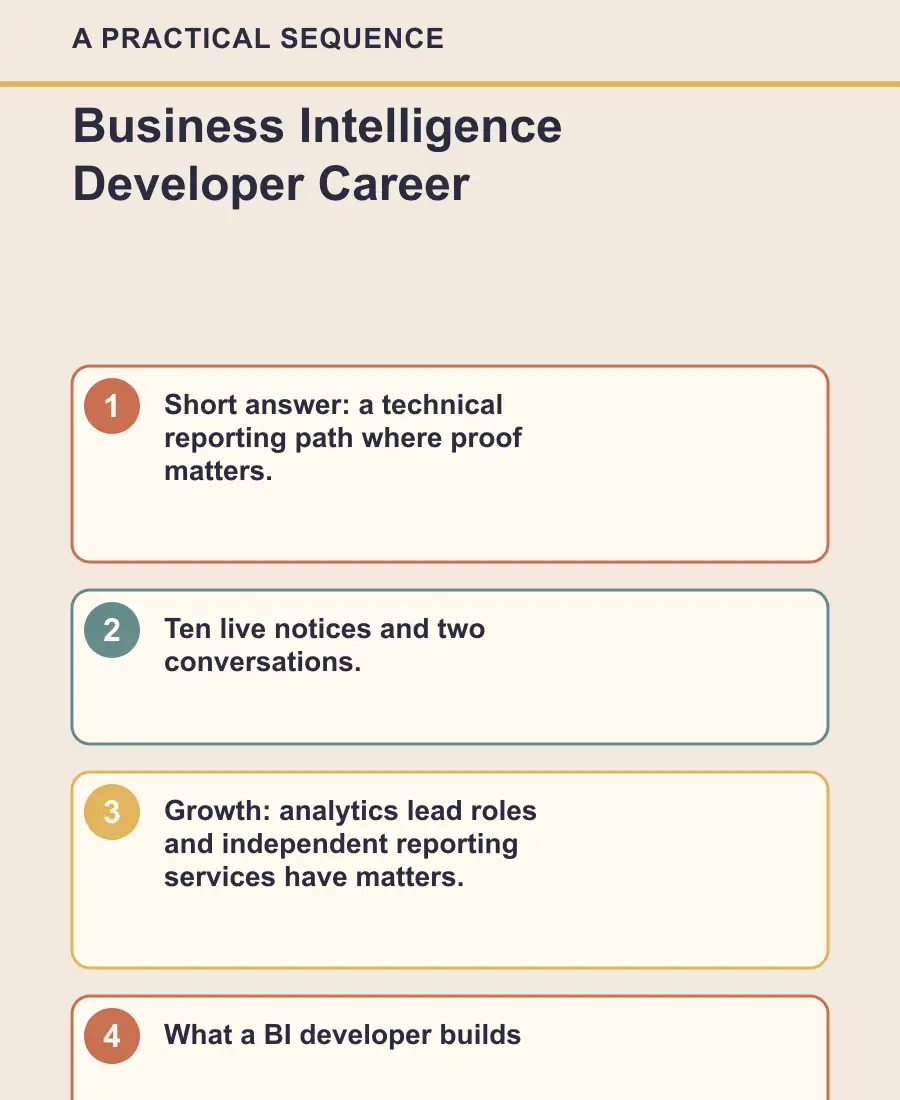 A PRACTICAL SEQUENCE
Business Intelligence
Developer Career
1
Short answer: a technical
reporting path where proof
matters.
2
Ten live notices and two
conversations.
3
Growth: analytics lead roles
and independent reporting
services have matters.
4
What a BI developer builds